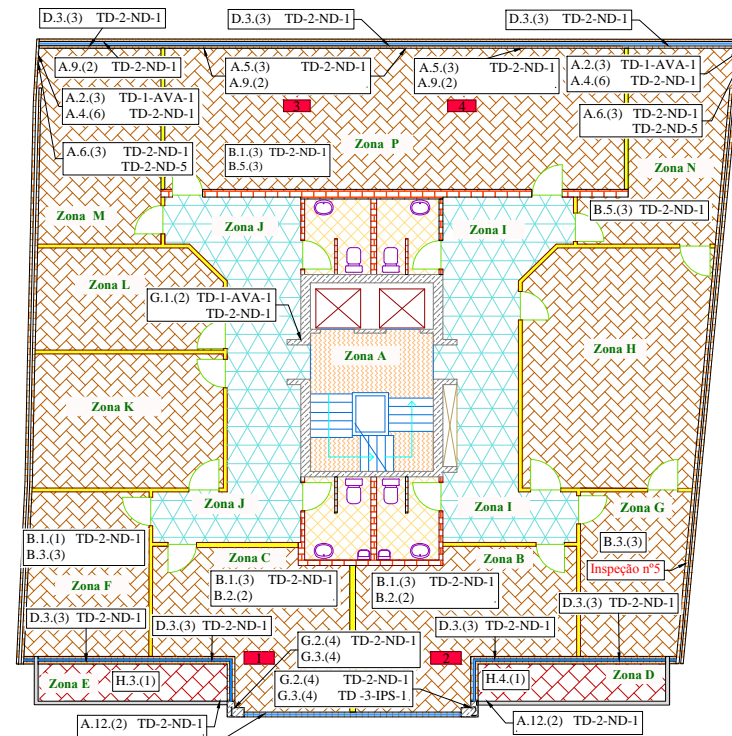 D.3.(3) TD-2-ND-1
D.3.(3) TD-2-ND-1
D.3.(3) TD-2-ND-1
A.9.(2) TD-2-ND-1
A.5.(3) TD-2-ND-1
A.9.(2)
A.5.(3) TD-2-ND-1
A.9.(2)
A.2.(3) TD-1-AVA-1
A.4.(6) TD-2-ND-1
A.2.(3) TD-1-AVA-1
A.4.(6) TD-2-ND-1
3
4
A.6.(3) TD-2-ND-1
TD-2-ND-5
A.6.(3) TD-2-ND-1
TD-2-ND-5
B.1.(3) TD-2-ND-1
B.5.(3)
Zona P
Zona N
Zona M
Zona J
Zona I
B.5.(3) TD-2-ND-1
Zona L
G.1.(2) TD-1-AVA-1
TD-2-ND-1
Zona A
Zona H
Zona K
Zona J
Zona I
Zona G
B.1.(1) TD-2-ND-1
B.3.(3)
B.3.(3)
Zona C
Zona B
Inspeção nº5
Zona F
B.1.(3) TD-2-ND-1
B.2.(2)
B.1.(3) TD-2-ND-1
B.2.(2)
D.3.(3) TD-2-ND-1
D.3.(3) TD-2-ND-1
D.3.(3) TD-2-ND-1
D.3.(3) TD-2-ND-1
G.2.(4) TD-2-ND-1
G.3.(4)
1
2
Zona E
H.3.(1)
G.2.(4) TD-2-ND-1
G.3.(4) TD -3-IPS-1.
H.4.(1)
Zona D
A.12.(2) TD-2-ND-1
A.12.(2) TD-2-ND-1